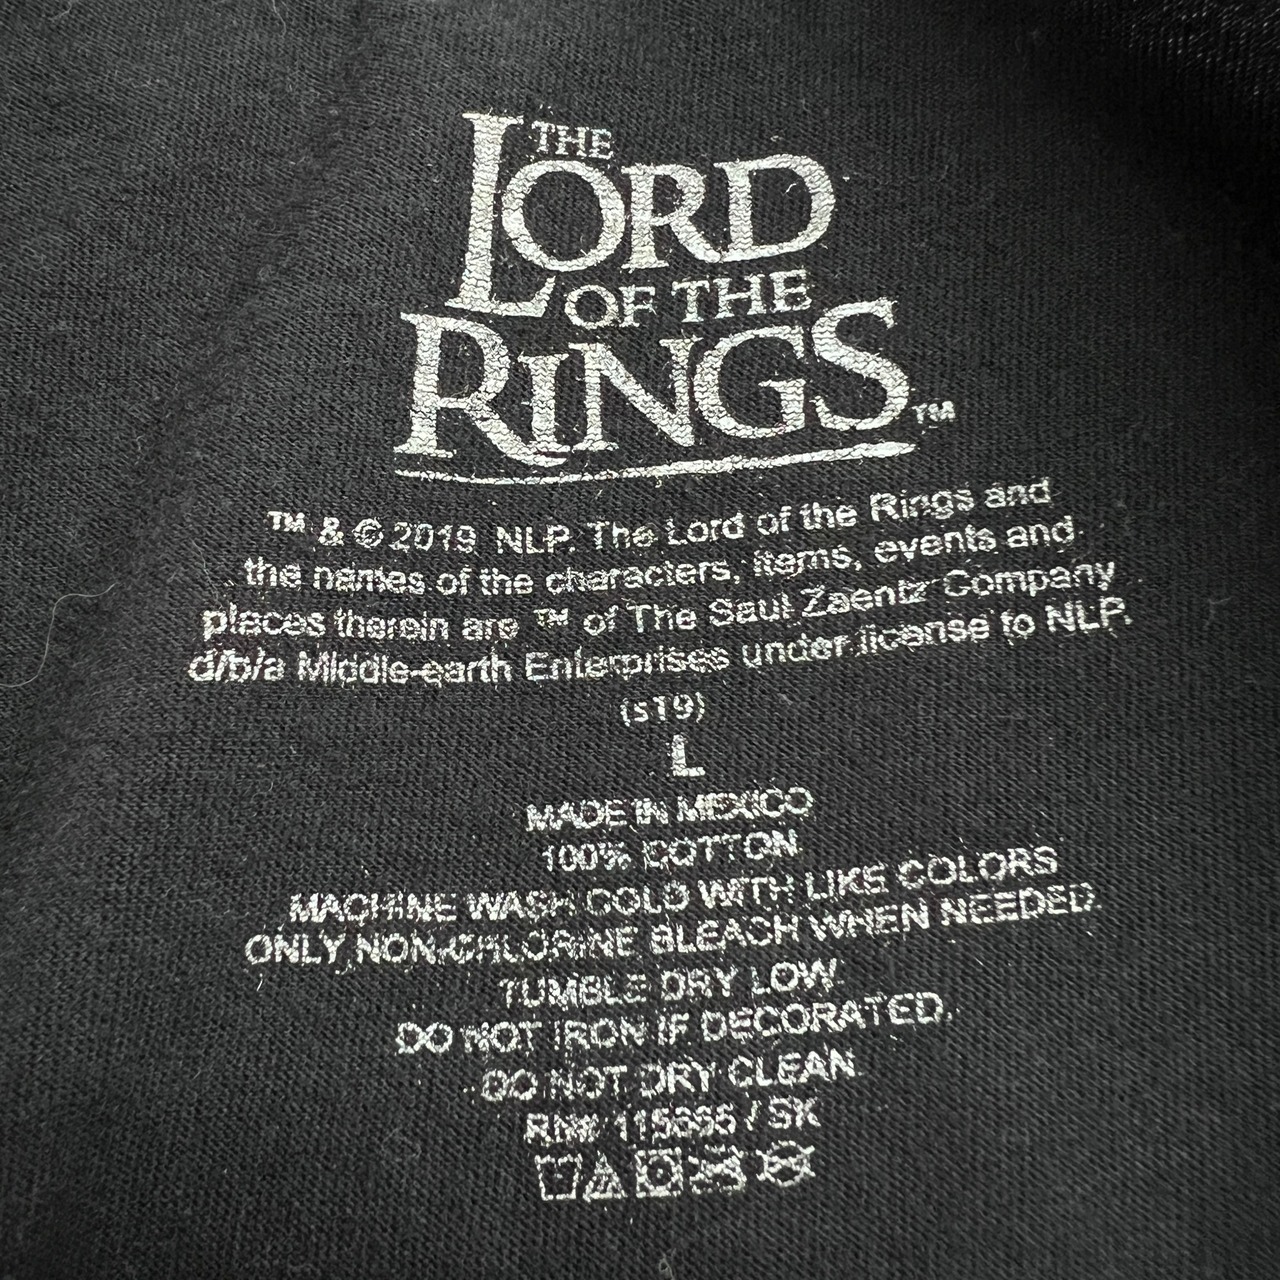 THE
LORD
OF THE
RINGS™
™ & © 2019 NLP. The Lord of the Rings and
the names of the characters, items, events and
places therein are ™ of The Saul Zaentz Company
d/b/a Middle-earth Enterprises under license to NLP.
(s19)
L
MADE IN MEXICO
100% COTTON
MACHINE WASH COLD WITH LIKE COLORS
ONLY NON-CHLORINE BLEACH WHEN NEEDED.
TUMBLE DRY LOW.
DO NOT IRON IF DECORATED.
DO NOT DRY CLEAN.
RN# / SK